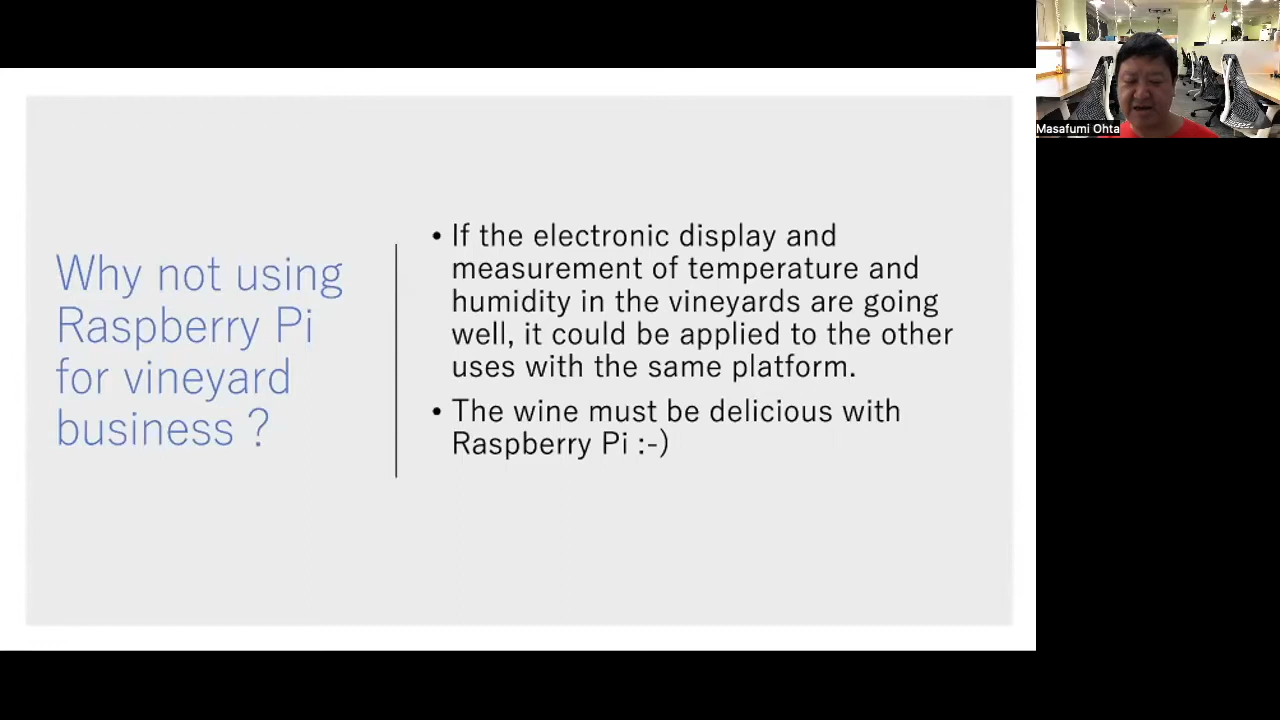 Why not using
Raspberry Pi
for vineyard
business ?
• If the electronic display and
measurement of temperature and
humidity in the vineyards are going
well, it could be applied to the other
uses with the same platform.
• The wine must be delicious with
Raspberry Pi :-)
Masafumi Ohta